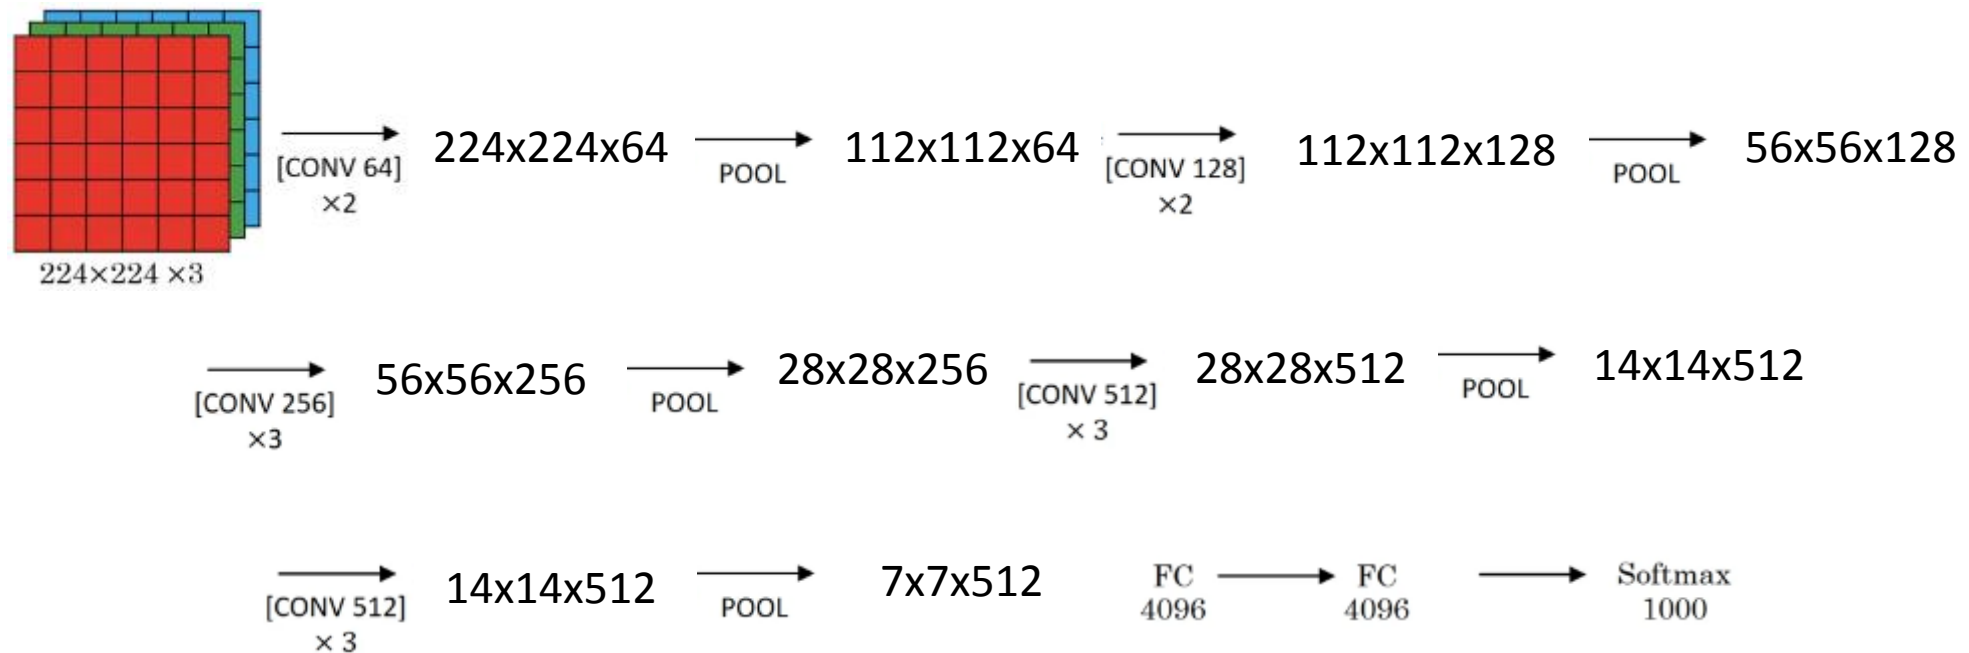 224×224 ×3
[CONV 64]
×2
224x224x64
POOL
112x112x64
[CONV 128]
×2
112x112x128
POOL
56x56x128
[CONV 256]
×3
56x56x256
POOL
28x28x256
[CONV 512]
× 3
28x28x512
POOL
14x14x512
[CONV 512]
× 3
14x14x512
POOL
7x7x512
FC
4096
FC
4096
Softmax
1000